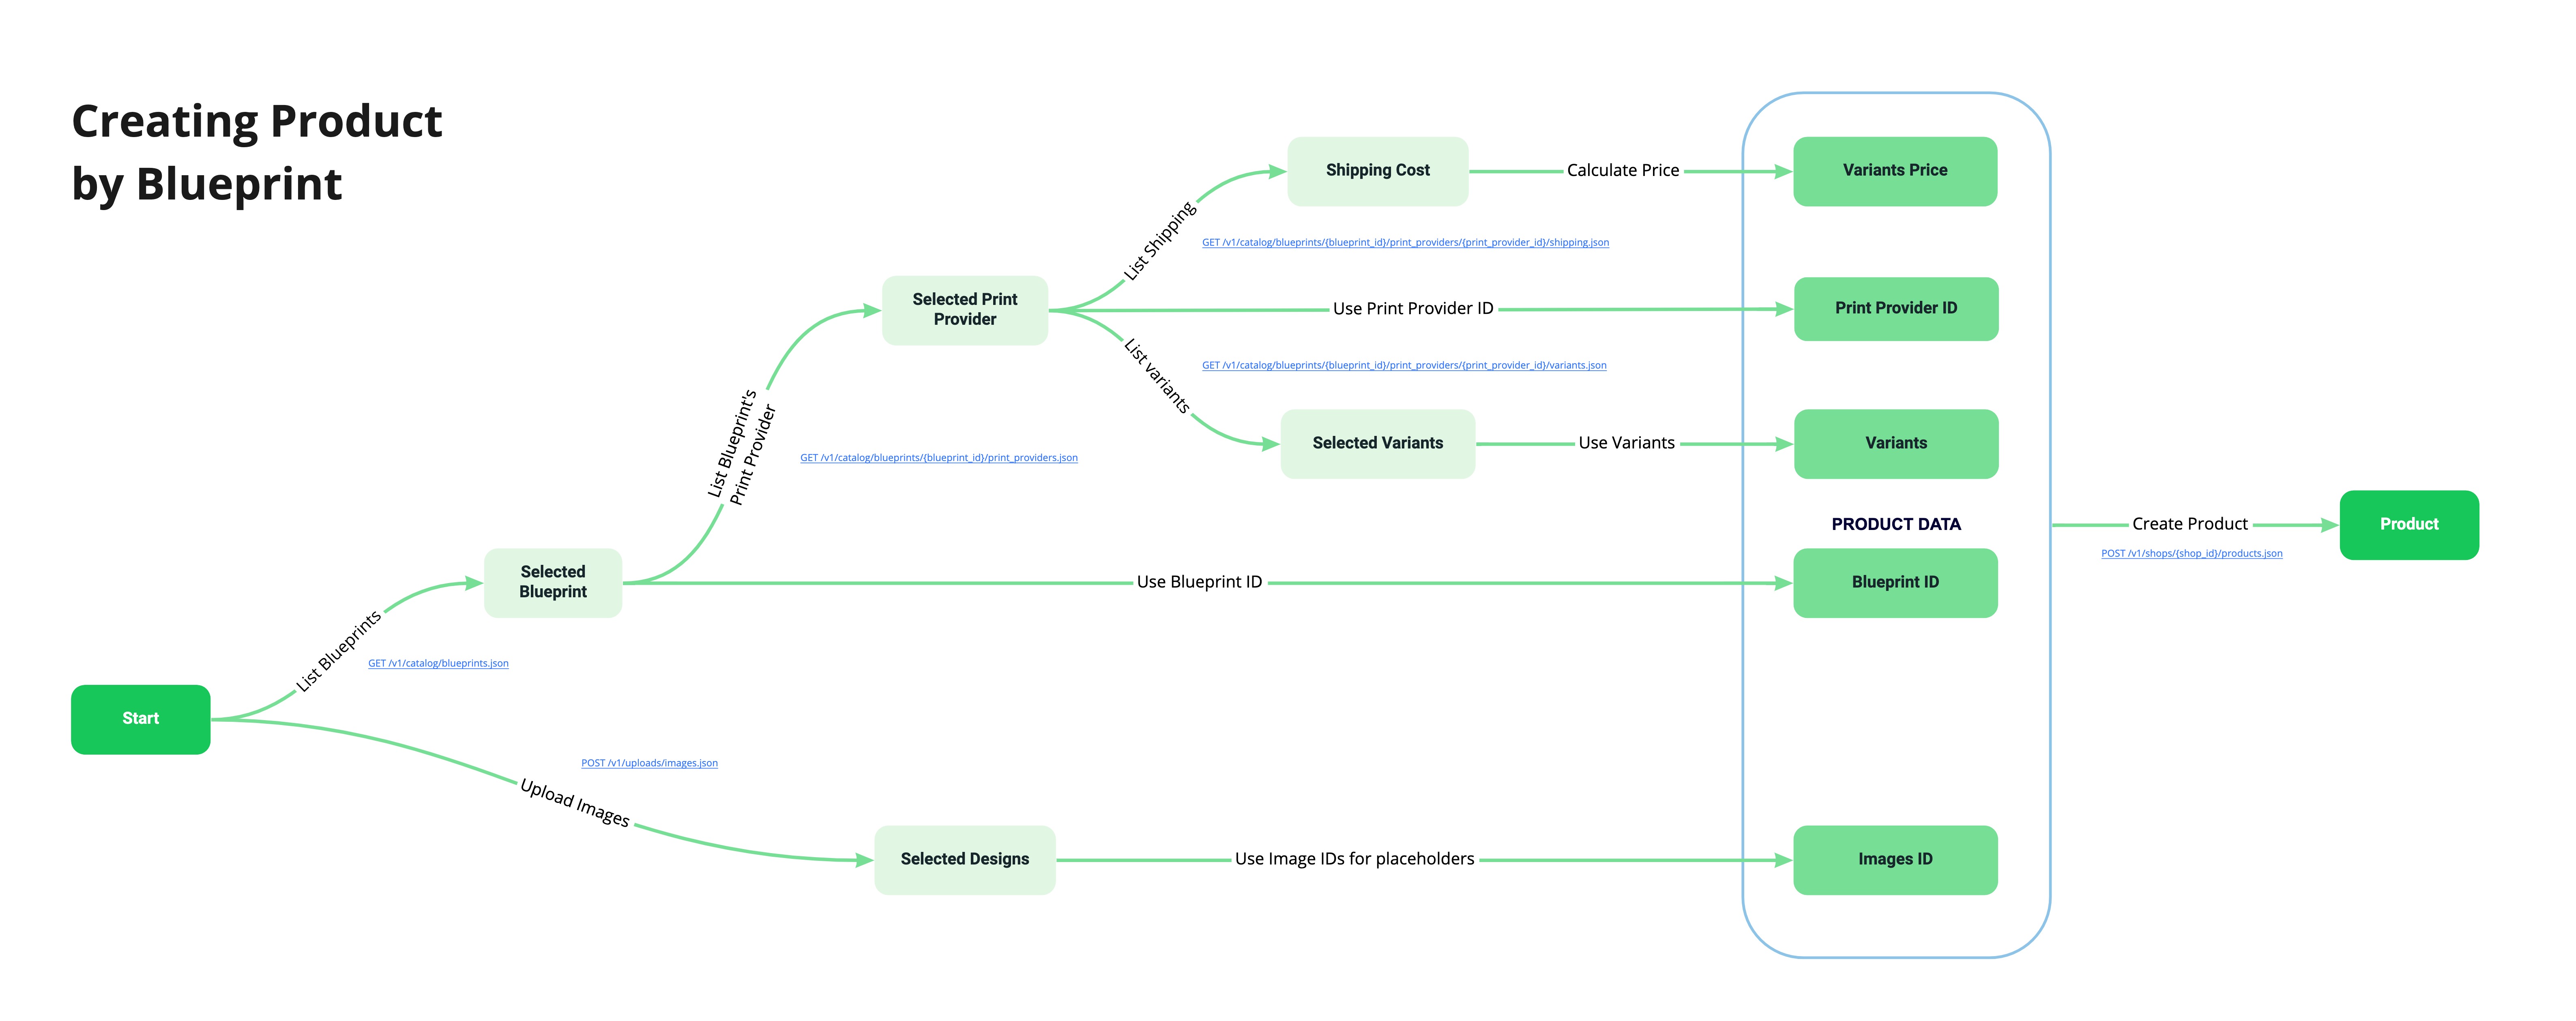 Creating Product
by Blueprint
Start
List Blueprints
GET /v1/catalog/blueprints.json
Selected
Blueprint
List Blueprint's
Print Provider
GET /v1/catalog/blueprints/{blueprint_id}/print_providers.json
Selected Print
Provider
List Shipping
GET /v1/catalog/blueprints/{blueprint_id}/print_providers/{print_provider_id}/shipping.json
Shipping Cost
Calculate Price
Variants Price
Use Print Provider ID
Print Provider ID
List variants
GET /v1/catalog/blueprints/{blueprint_id}/print_providers/{print_provider_id}/variants.json
Selected Variants
Use Variants
Variants
PRODUCT DATA
Use Blueprint ID
Blueprint ID
Upload Images
POST /v1/uploads/images.json
Selected Designs
Use Image IDs for placeholders
Images ID
Create Product
POST /v1/shops/{shop_id}/products.json
Product